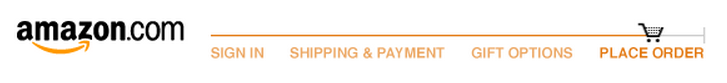 amazon.com
SIGN IN SHIPPING & PAYMENT GIFT OPTIONS PLACE ORDER